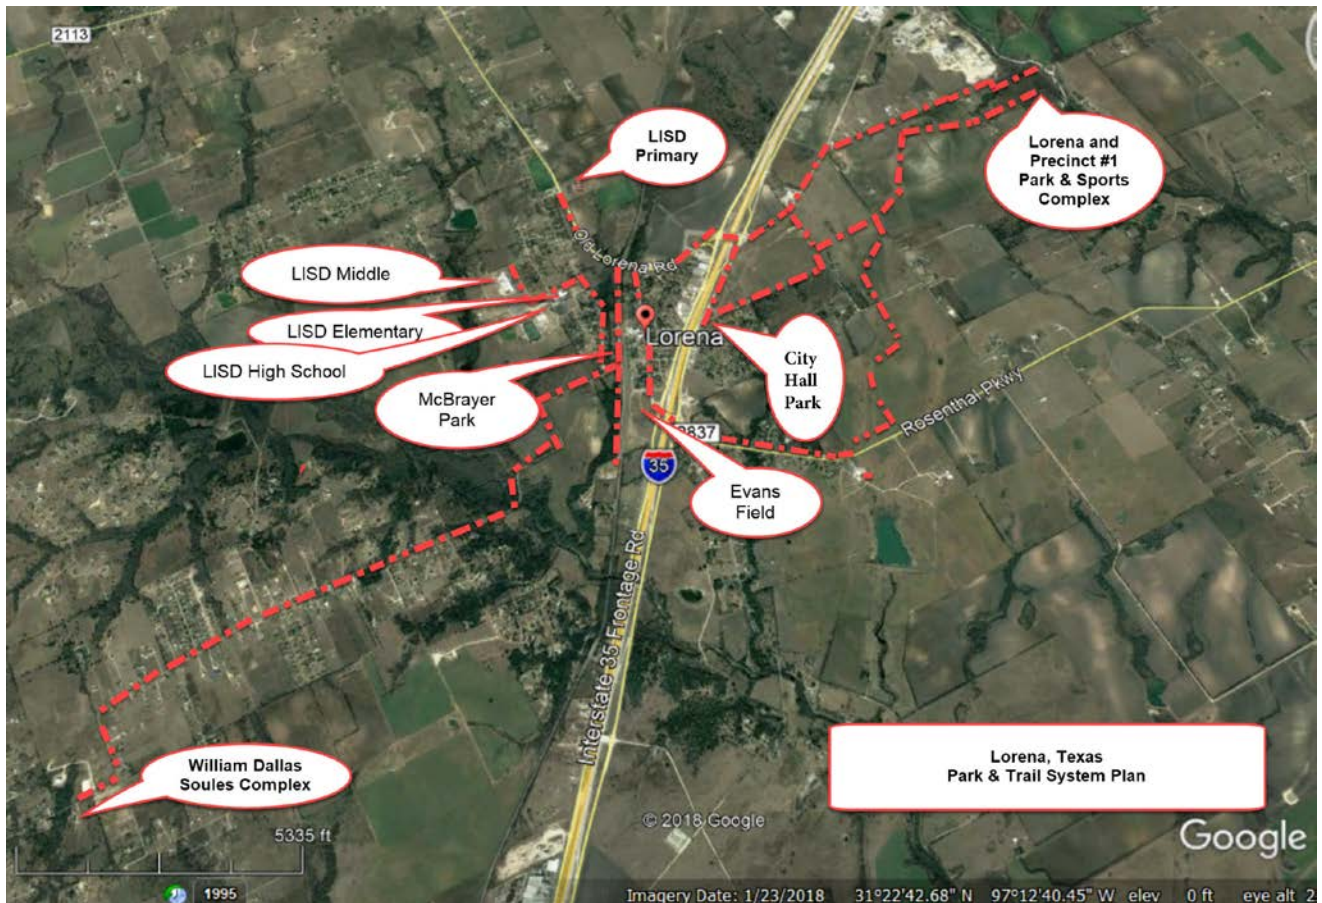 2113
LISD
Primary
Lorena and
Precinct #1
Park & Sports
Complex
Old Lorena Rd
LISD Middle
LISD Elementary
LISD High School
Lorena
City
Hall
Park
McBrayer
Park
Rosenthal Pkwy
2837
35
Evans
Field
Interstate 35 Frontage Rd
William Dallas
Soules Complex
Lorena, Texas
Park & Trail System Plan
© 2018 Google
5335 ft
Google
1995
Imagery Date: 1/23/2018 31°22'42.68" N 97°12'40.45" W elev 0 ft eye alt 2